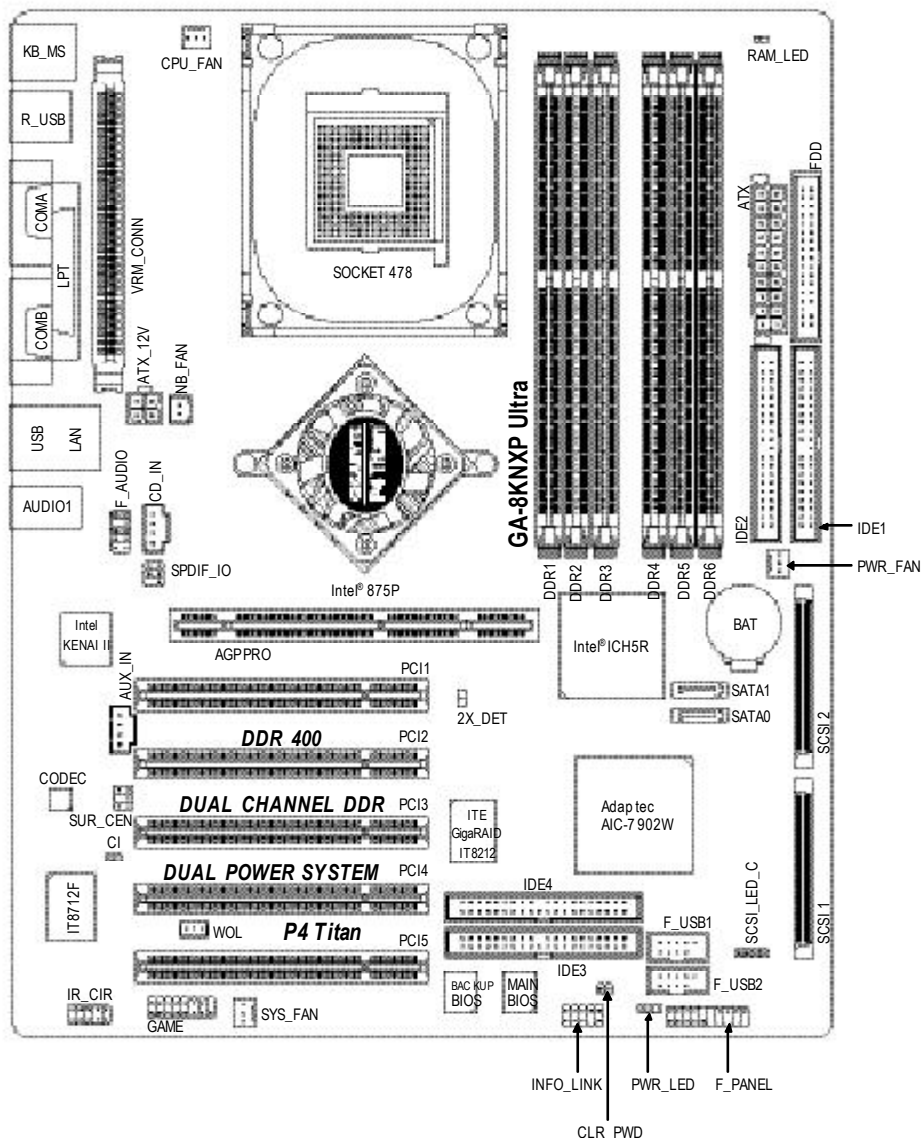 KB_MS
CPU_FAN
RAM_LED
R_USB
FDD
ATX
COMA
LPT
VRM_CONN
SOCKET 478
COMB
ATX_12V
NB_FAN
USB
LAN
F_AUDIO
CD_IN
GA-8KNXP Ultra
IDE2
IDE1
AUDIO1
SPDIF_IO
PWR_FAN
DDR1
DDR2
DDR3
DDR4
DDR5
DDR6
Intel® 875P
Intel
KENAI II
AGPPRO
Intel® ICH5R
BAT
AUX_IN
PCI1
2X_DET
SATA1
SATA0
SCSI 2
DDR 400
PCI2
CODEC
DUAL CHANNEL DDR
PCI3
SUR_CEN
CI
ITE
GigaRAID
IT8212
Adaptec
AIC-7902W
DUAL POWER SYSTEM
PCI4
IT8712F
IDE4
SCSI_LED_C
SCSI 1
WOL
P4 Titan
PCI5
F_USB1
IDE3
F_USB2
BACKUP
BIOS
MAIN
BIOS
IR_CIR
GAME
SYS_FAN
INFO_LINK
PWR_LED
F_PANEL
CLR_PWD